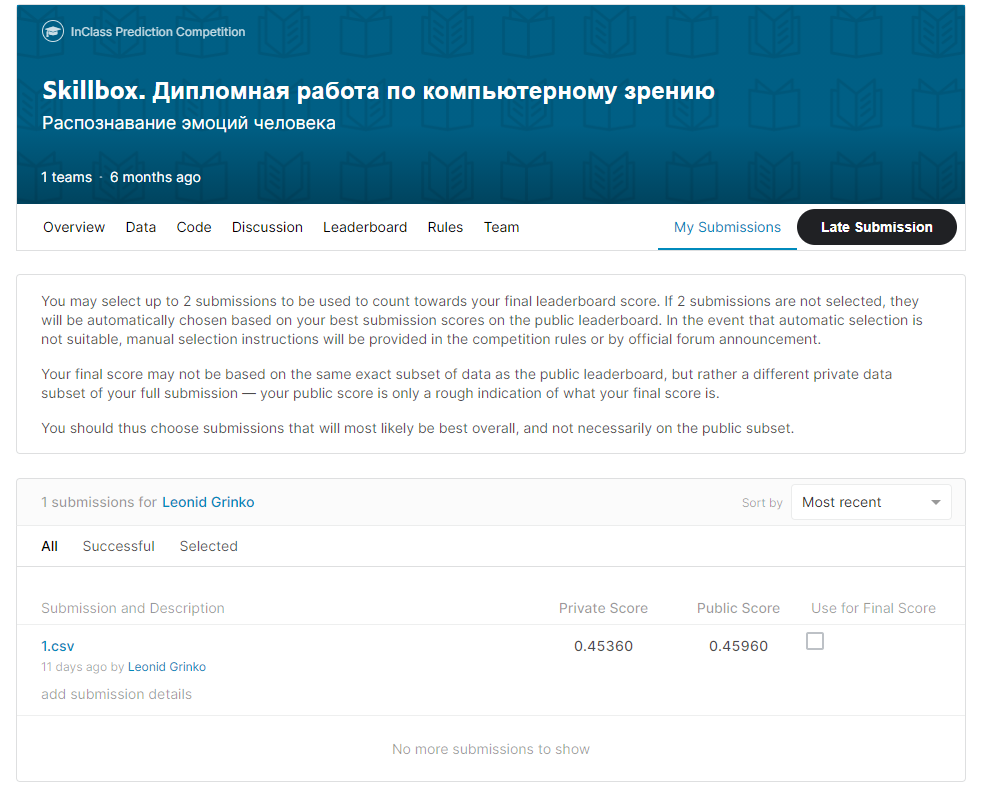 InClass Prediction Competition
Skillbox. Дипломная работа по компьютерному зрению
Распознавание эмоций человека
1 teams · 6 months ago
Overview Data Code Discussion Leaderboard Rules Team My Submissions Late Submission
You may select up to 2 submissions to be used to count towards your final leaderboard score. If 2 submissions are not selected, they
will be automatically chosen based on your best submission scores on the public leaderboard. In the event that automatic selection is
not suitable, manual selection instructions will be provided in the competition rules or by official forum announcement.
Your final score may not be based on the same exact subset of data as the public leaderboard, but rather a different private data
subset of your full submission — your public score is only a rough indication of what your final score is.
You should thus choose submissions that will most likely be best overall, and not necessarily on the public subset.
1 submissions for Leonid Grinko Sort by Most recent
All Successful Selected
Submission and Description Private Score Public Score Use for Final Score
1.csv 0.45360 0.45960
11 days ago by Leonid Grinko
add submission details
No more submissions to show